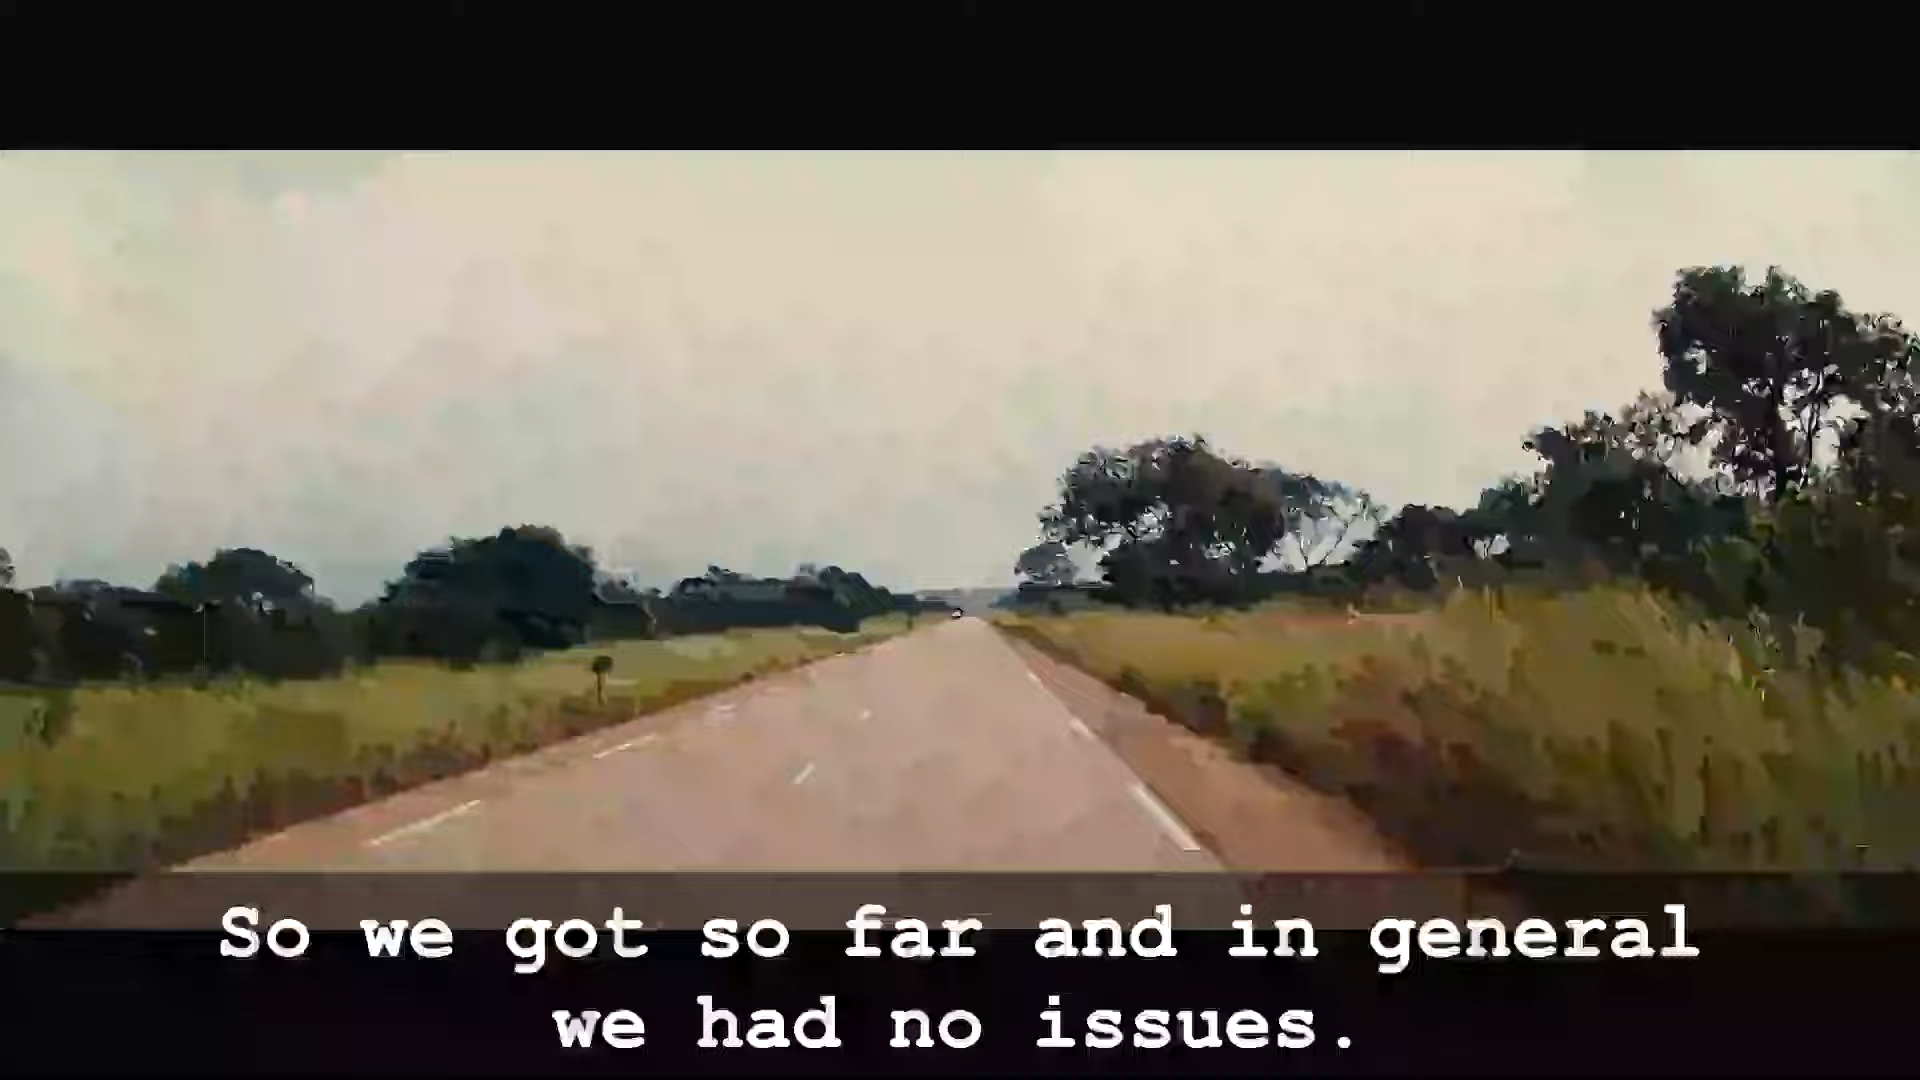 So we got so far and in general
we had no issues.